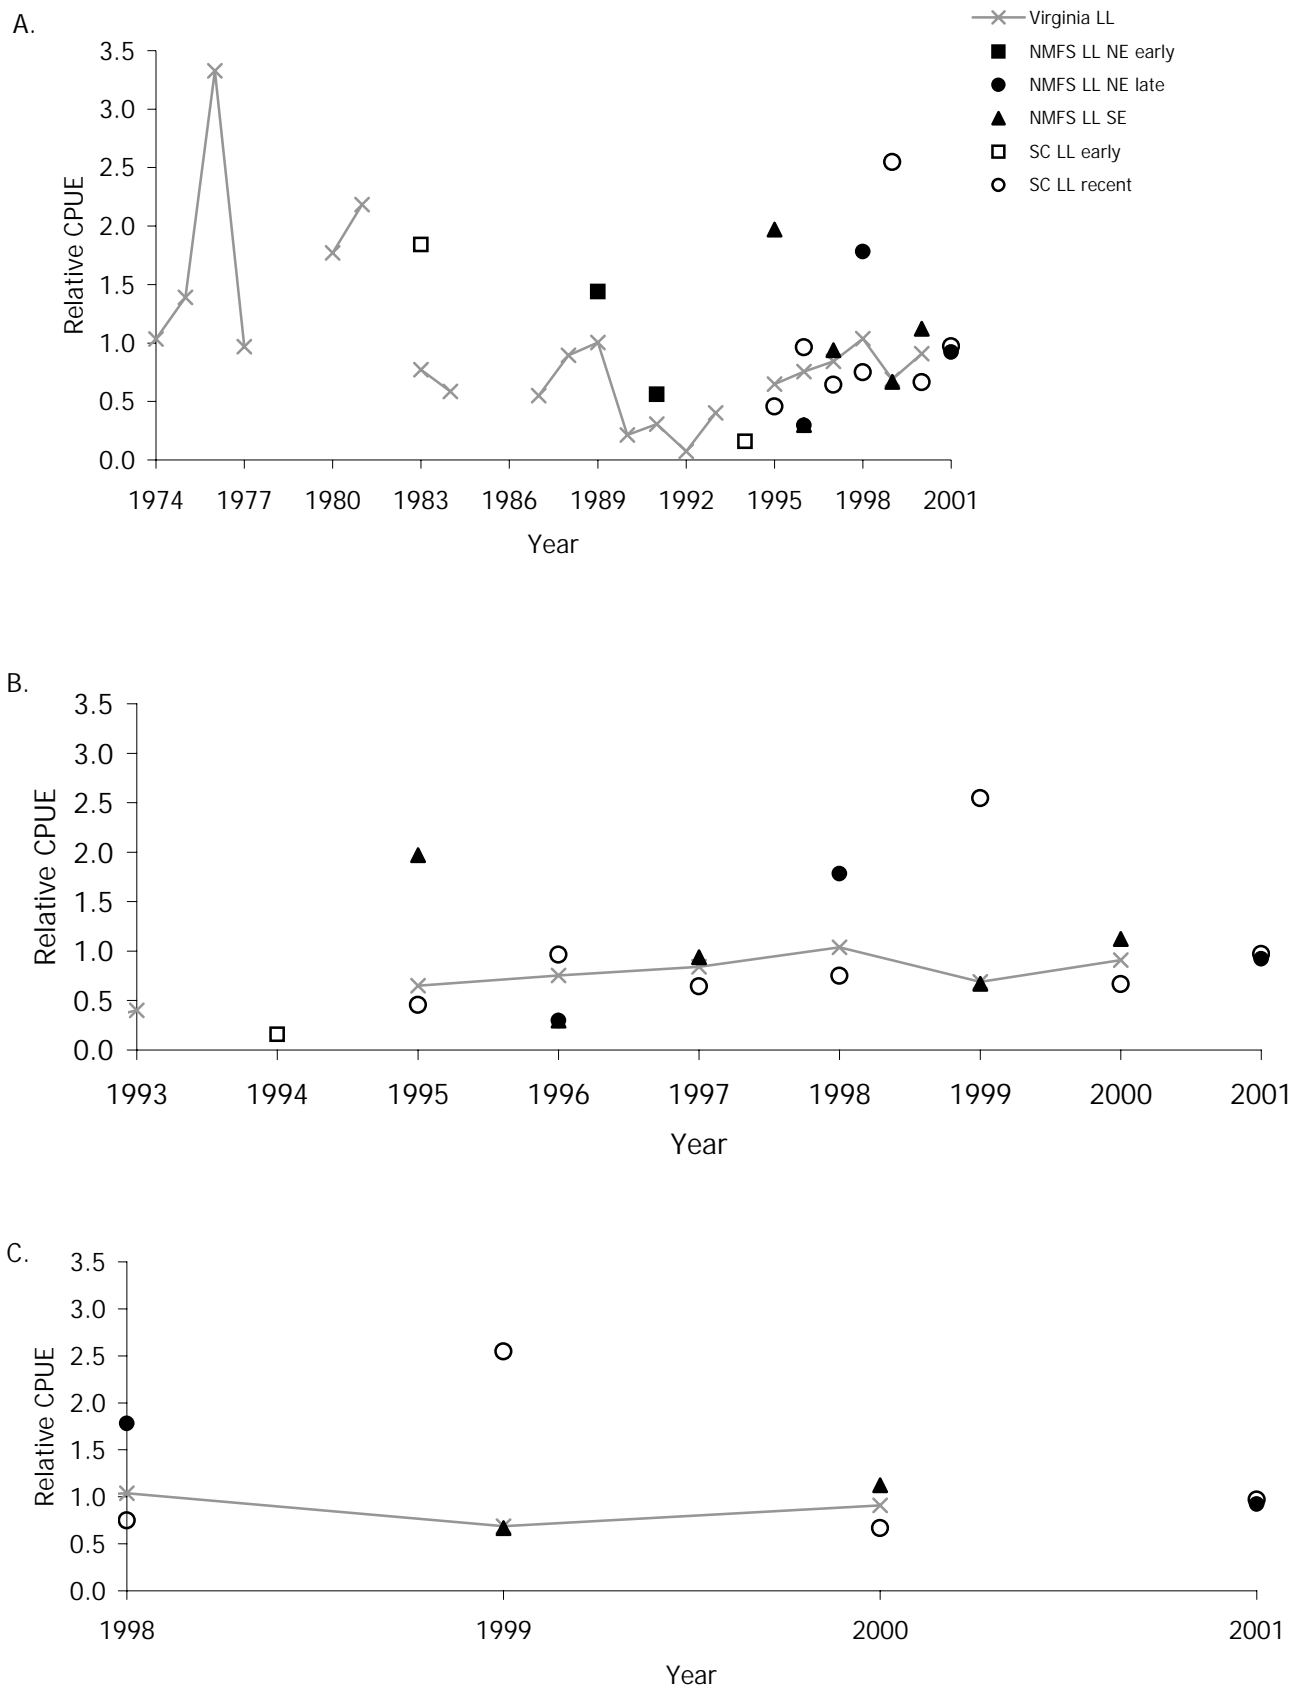 A.
Virginia LL
NMFS LL NE early
NMFS LL NE late
NMFS LL SE
SC LL early
SC LL recent
3.5
3.0
2.5
2.0
1.5
1.0
0.5
0.0
Relative CPUE
1974 1977 1980 1983 1986 1989 1992 1995 1998 2001
Year
B.
3.5
3.0
2.5
2.0
1.5
1.0
0.5
0.0
Relative CPUE
1993 1994 1995 1996 1997 1998 1999 2000 2001
Year
C.
3.5
3.0
2.5
2.0
1.5
1.0
0.5
0.0
Relative CPUE
1998 1999 2000 2001
Year